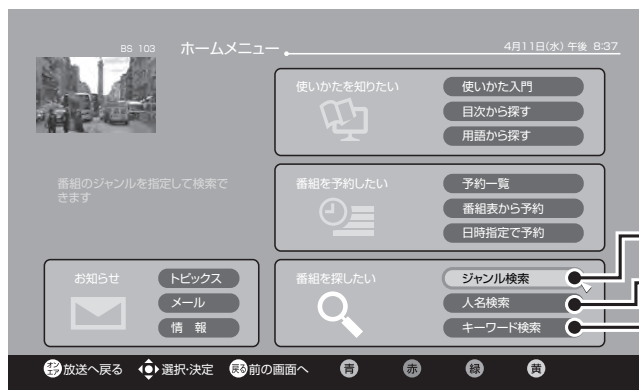 BS 103
ホームメニュー
4月11日(水) 午後 8:37
使いかたを知りたい
使いかた入門
目次から探す
用語から探す
番組のジャンルを指定して検索で
きます
番組を予約したい
予約一覧
番組表から予約
日時指定で予約
お知らせ
トピックス
メール
情 報
番組を探したい
ジャンル検索
人名検索
キーワード検索
オンエア 放送へ戻る
選択・決定
戻る 前の画面へ
青
赤
緑
黄